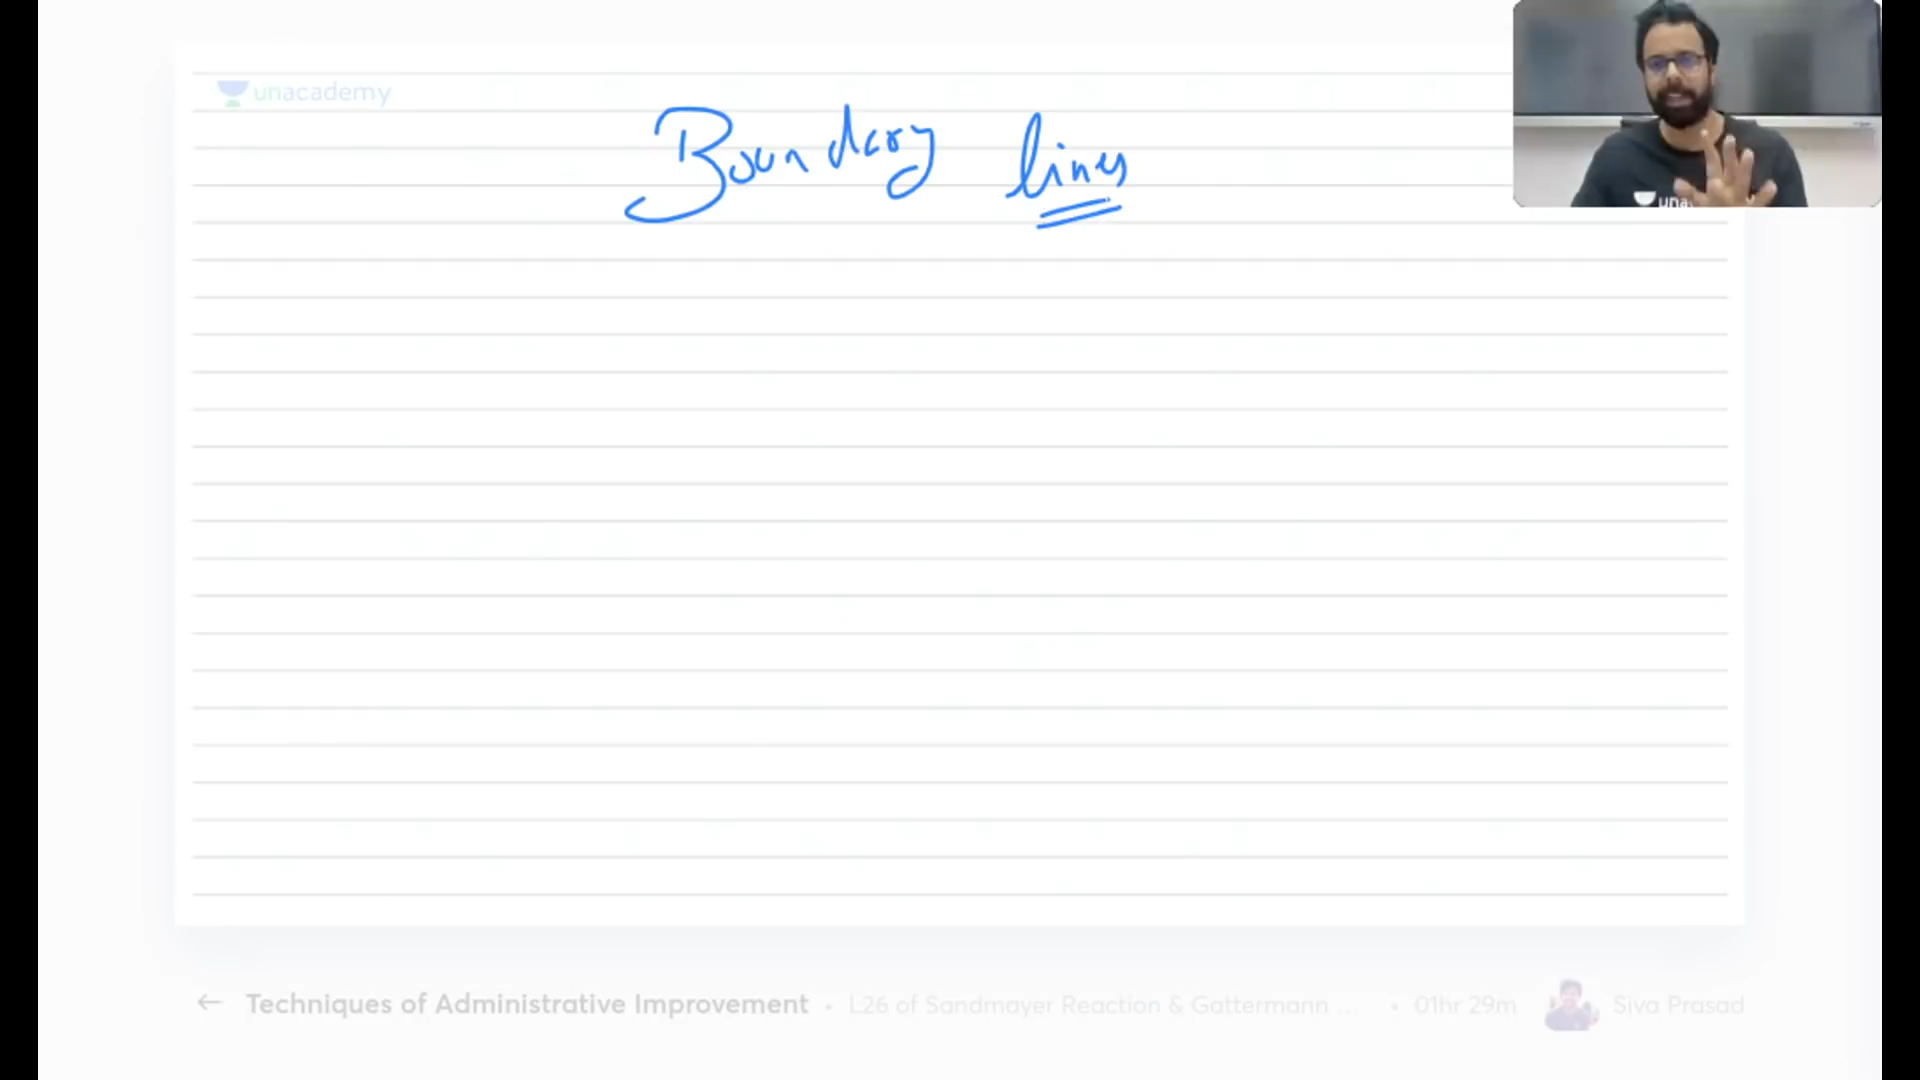 unacademy
Boundary lines
una
← Techniques of Administrative Improvement • L26 of Sandmayer Reaction & Gattermann ... • 01hr 29m Siva Prasad